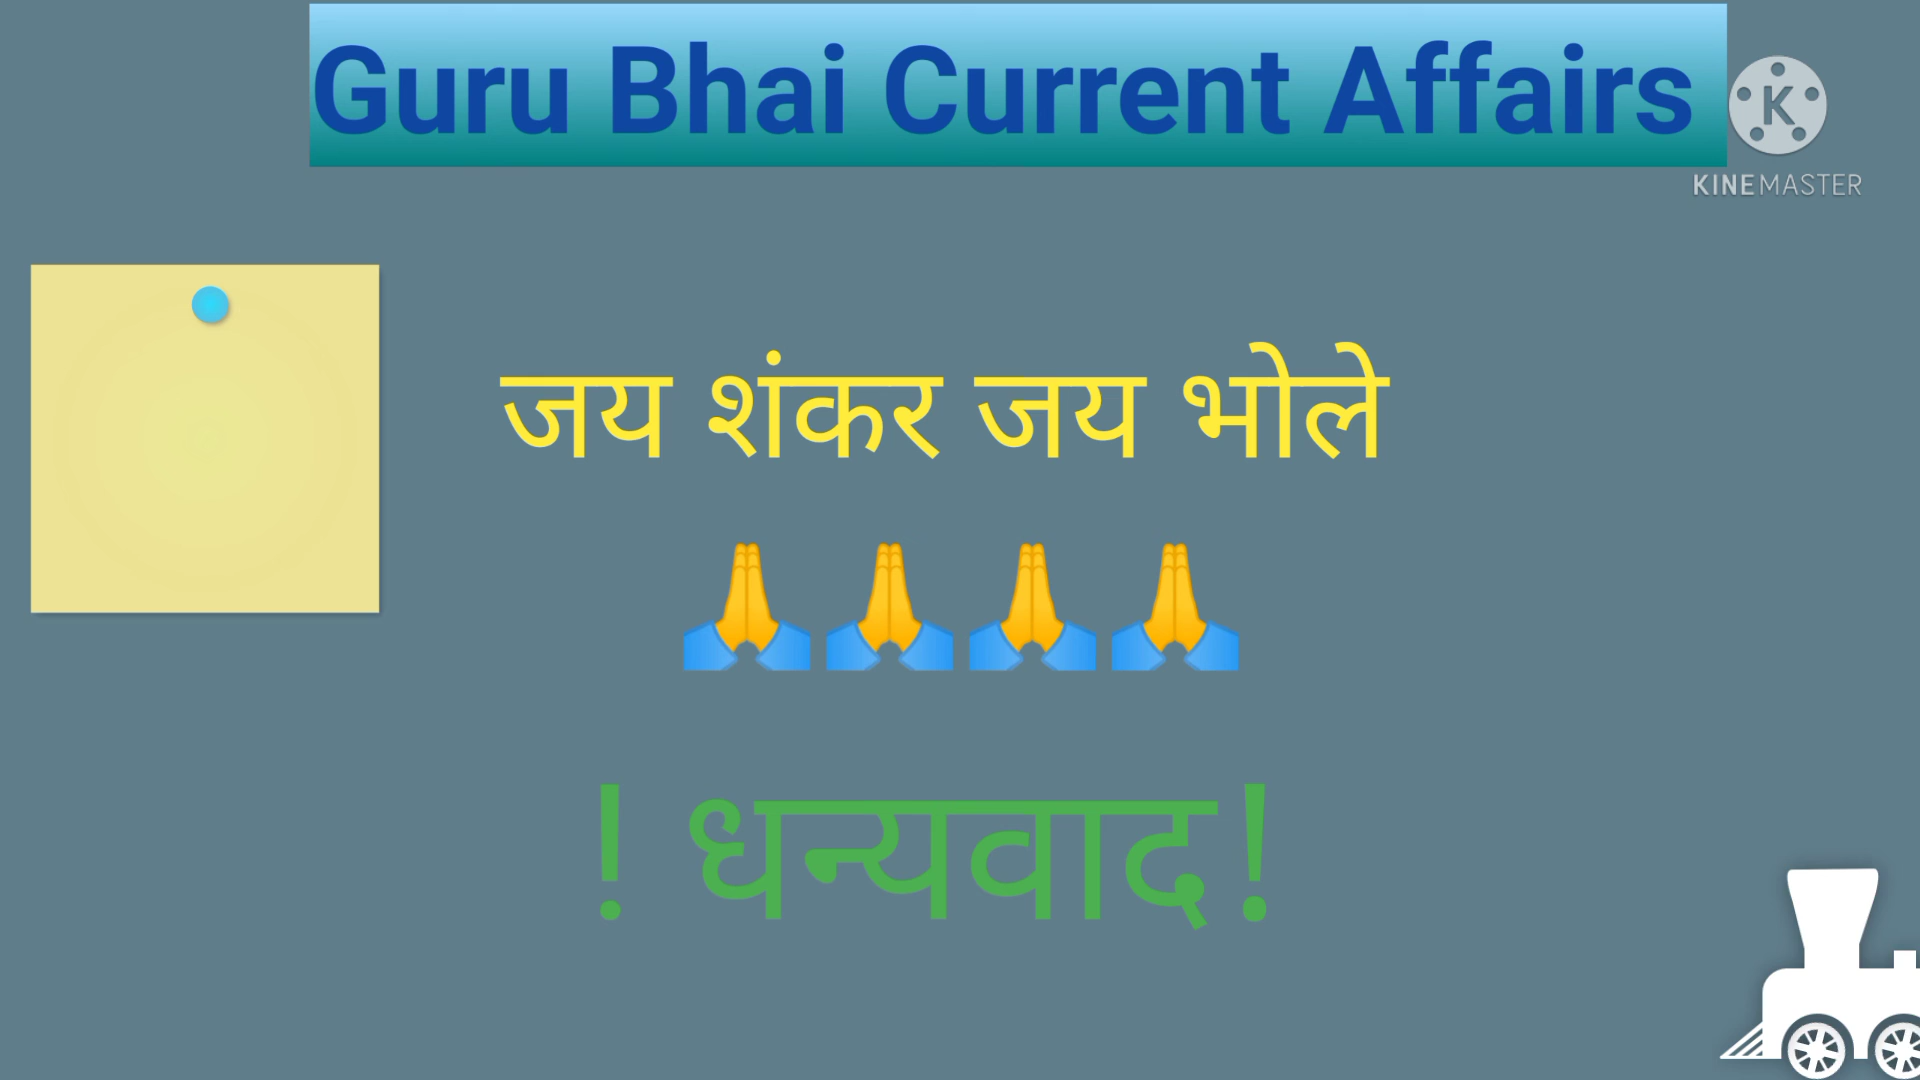 Guru Bhai Current Affairs
K
KINEMASTER
जय शंकर जय भोले
🙏🙏🙏🙏
! धन्यवाद!